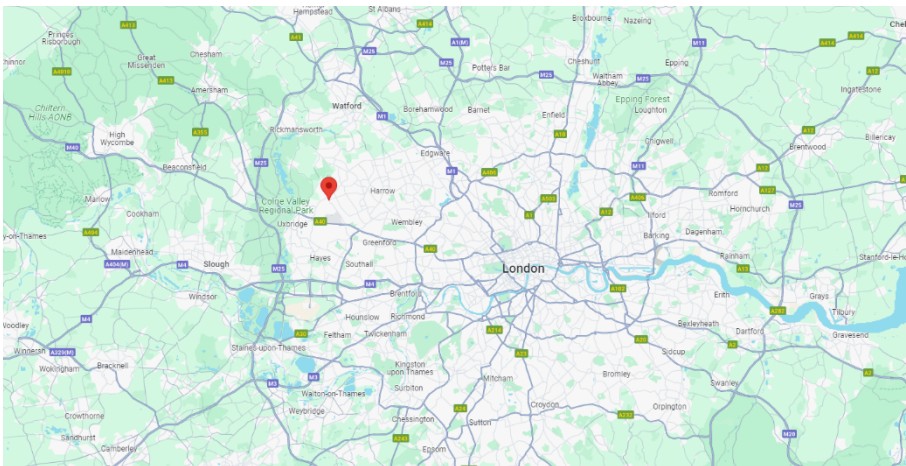 Hempstead
St Albans
A414
Broxbourne
Nazeing
Princes
Risborough
A413
A41
A1(M)
A414
A414
Great
Missenden
Chesham
M25
M11
Cheshunt
Epping
A12
A4010
A413
M25
Potters Bar
M25
Waltham
Abbey
Amersham
Ingatestone
Watford
Borehamwood
Barnet
Epping Forest
Loughton
Chiltern
Hills AONB
M1
Enfield
Rickmansworth
A10
High
Wycombe
A355
Chigwell
A12
Brentwood
Billericay
M40
Edgware
M25
Beaconsfield
M1
A406
M11
A12
Harrow
A503
A406
Romford
A127
Marlow
Colne Valley
Regional Park
Hornchurch
M25
Cookham
Uxbridge
A40
Wembley
A1
A12
Ilford
A404
Greenford
A40
Barking
Dagenham
Maidenhead
Hayes
Southall
Rainham
A404(M)
M4
Slough
M25
London
A13
M4
Brentford
A102
Erith
Grays
Windsor
Tilbury
M4
Hounslow
Richmond
A282
A30
Feltham
Twickenham
A214
Bexleyheath
Dartford
Gravesend
Staines-upon-Thames
A20
A2
A329(M)
A23
Sidcup
Wokingham
Bracknell
M3
Kingston
upon Thames
Mitcham
Bromley
Swanley
A2
M3
Walton-on-Thames
Surbiton
Crowthorne
Weybridge
Chessington
A24
Croydon
A232
Orpington
Sandhurst
Camberley
A243
Sutton
M20
Epsom